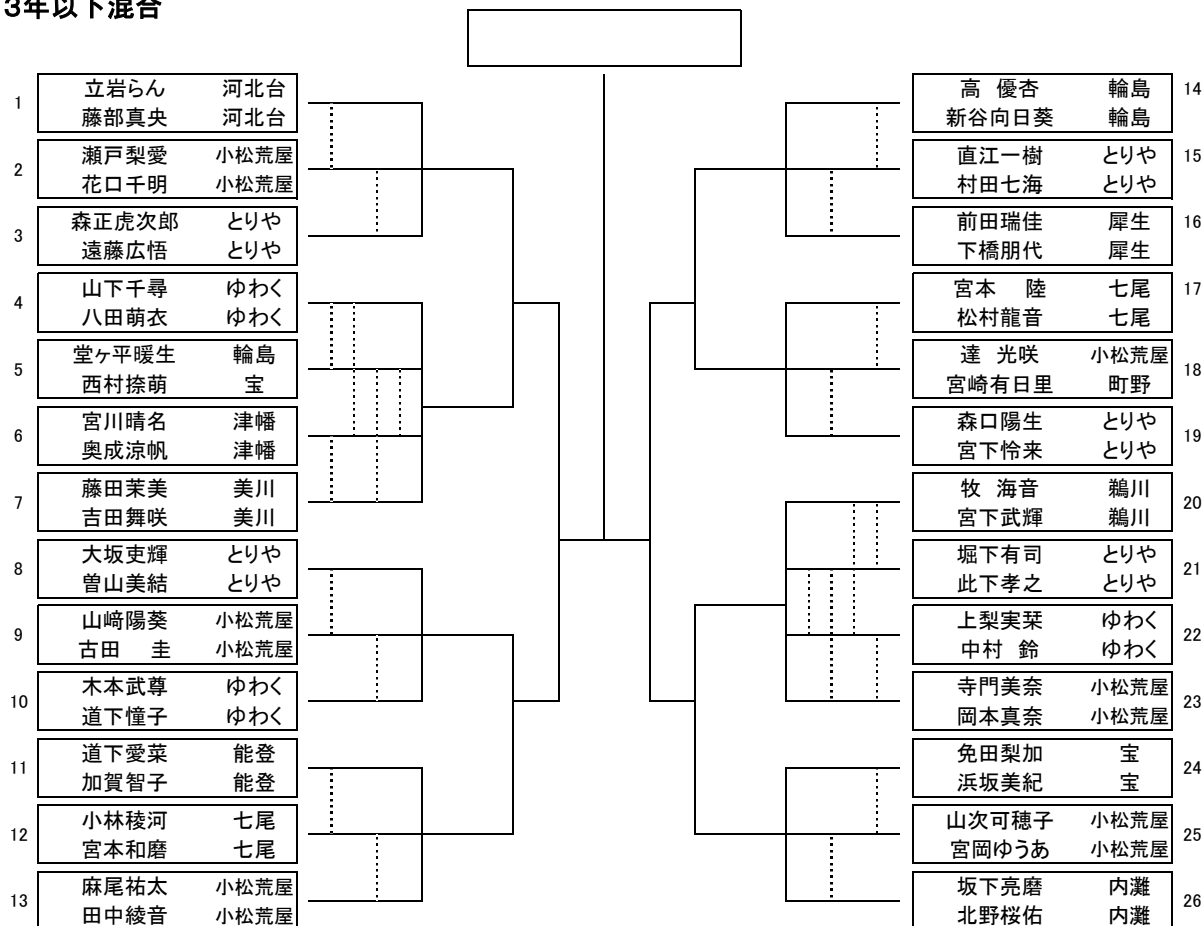 3年以下混合
1 立岩らん 河北台
藤部真央 河北台
2 瀬戸梨愛 小松荒屋
花口千明 小松荒屋
3 森正虎次郎 とりや
遠藤広悟 とりや
4 山下千尋 ゆわく
八田萌衣 ゆわく
5 堂ヶ平暖生 輪島
西村捺萌 宝
6 宮川晴名 津幡
奥成涼帆 津幡
7 藤田茉美 美川
吉田舞咲 美川
8 大坂吏輝 とりや
曽山美結 とりや
9 山﨑陽葵 小松荒屋
古田 圭 小松荒屋
10 木本武尊 ゆわく
道下憧子 ゆわく
11 道下愛菜 能登
加賀智子 能登
12 小林稜河 七尾
宮本和磨 七尾
13 麻尾祐太 小松荒屋
田中綾音 小松荒屋
高 優杏 輪島 14
新谷向日葵 輪島
直江一樹 とりや 15
村田七海 とりや
前田瑞佳 犀生 16
下橋朋代 犀生
宮本 陸 七尾 17
松村龍音 七尾
達 光咲 小松荒屋 18
宮崎有日里 町野
森口陽生 とりや 19
宮下怜来 とりや
牧 海音 鵜川 20
宮下武輝 鵜川
堀下有司 とりや 21
此下孝之 とりや
上梨実栞 ゆわく 22
中村 鈴 ゆわく
寺門美奈 小松荒屋 23
岡本真奈 小松荒屋
免田梨加 宝 24
浜坂美紀 宝
山次可穂子 小松荒屋 25
宮岡ゆうあ 小松荒屋
坂下亮磨 内灘 26
北野桜佑 内灘